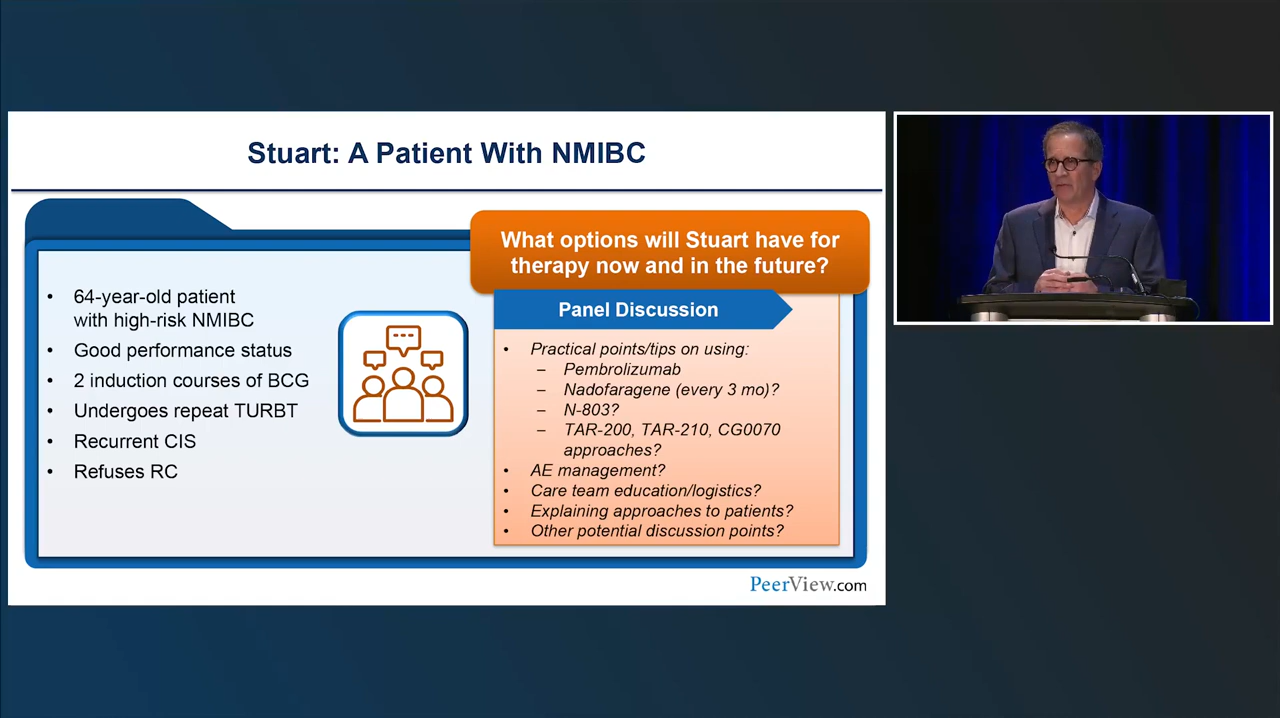 Stuart: A Patient With NMIBC
• 64-year-old patient
with high-risk NMIBC
• Good performance status
• 2 induction courses of BCG
• Undergoes repeat TURBT
• Recurrent CIS
• Refuses RC
What options will Stuart have for
therapy now and in the future?
Panel Discussion
• Practical points/tips on using:
– Pembrolizumab
– Nadofaragene (every 3 mo)?
– N-803?
– TAR-200, TAR-210, CG0070
approaches?
• AE management?
• Care team education/logistics?
• Explaining approaches to patients?
• Other potential discussion points?
PeerView.com